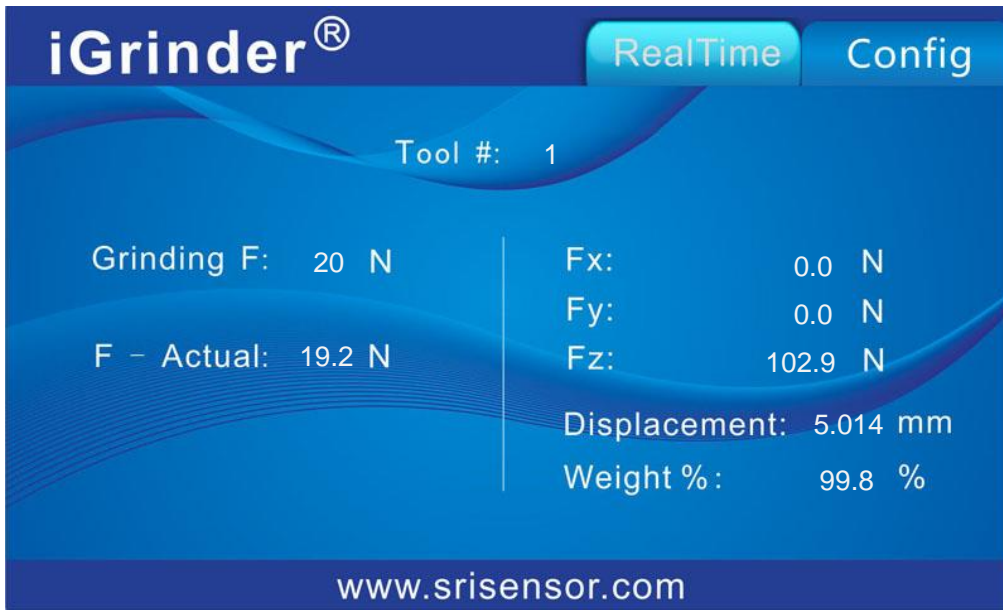 iGrinder®
RealTime
Config
Tool #: 1
Grinding F: 20 N
F - Actual: 19.2 N
Fx: 0.0 N
Fy: 0.0 N
Fz: 102.9 N
Displacement: 5.014 mm
Weight %: 99.8 %
www.srisensor.com